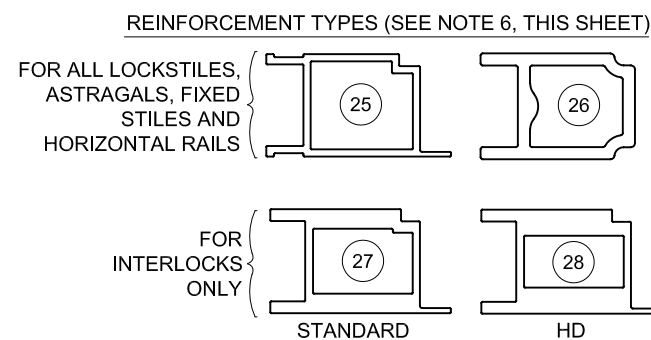 REINFORCEMENT TYPES (SEE NOTE 6, THIS SHEET)
FOR ALL LOCKSTILES,
ASTRAGALS, FIXED
STILES AND
HORIZONTAL RAILS
25
26
FOR
INTERLOCKS
ONLY
27
28
STANDARD
HD